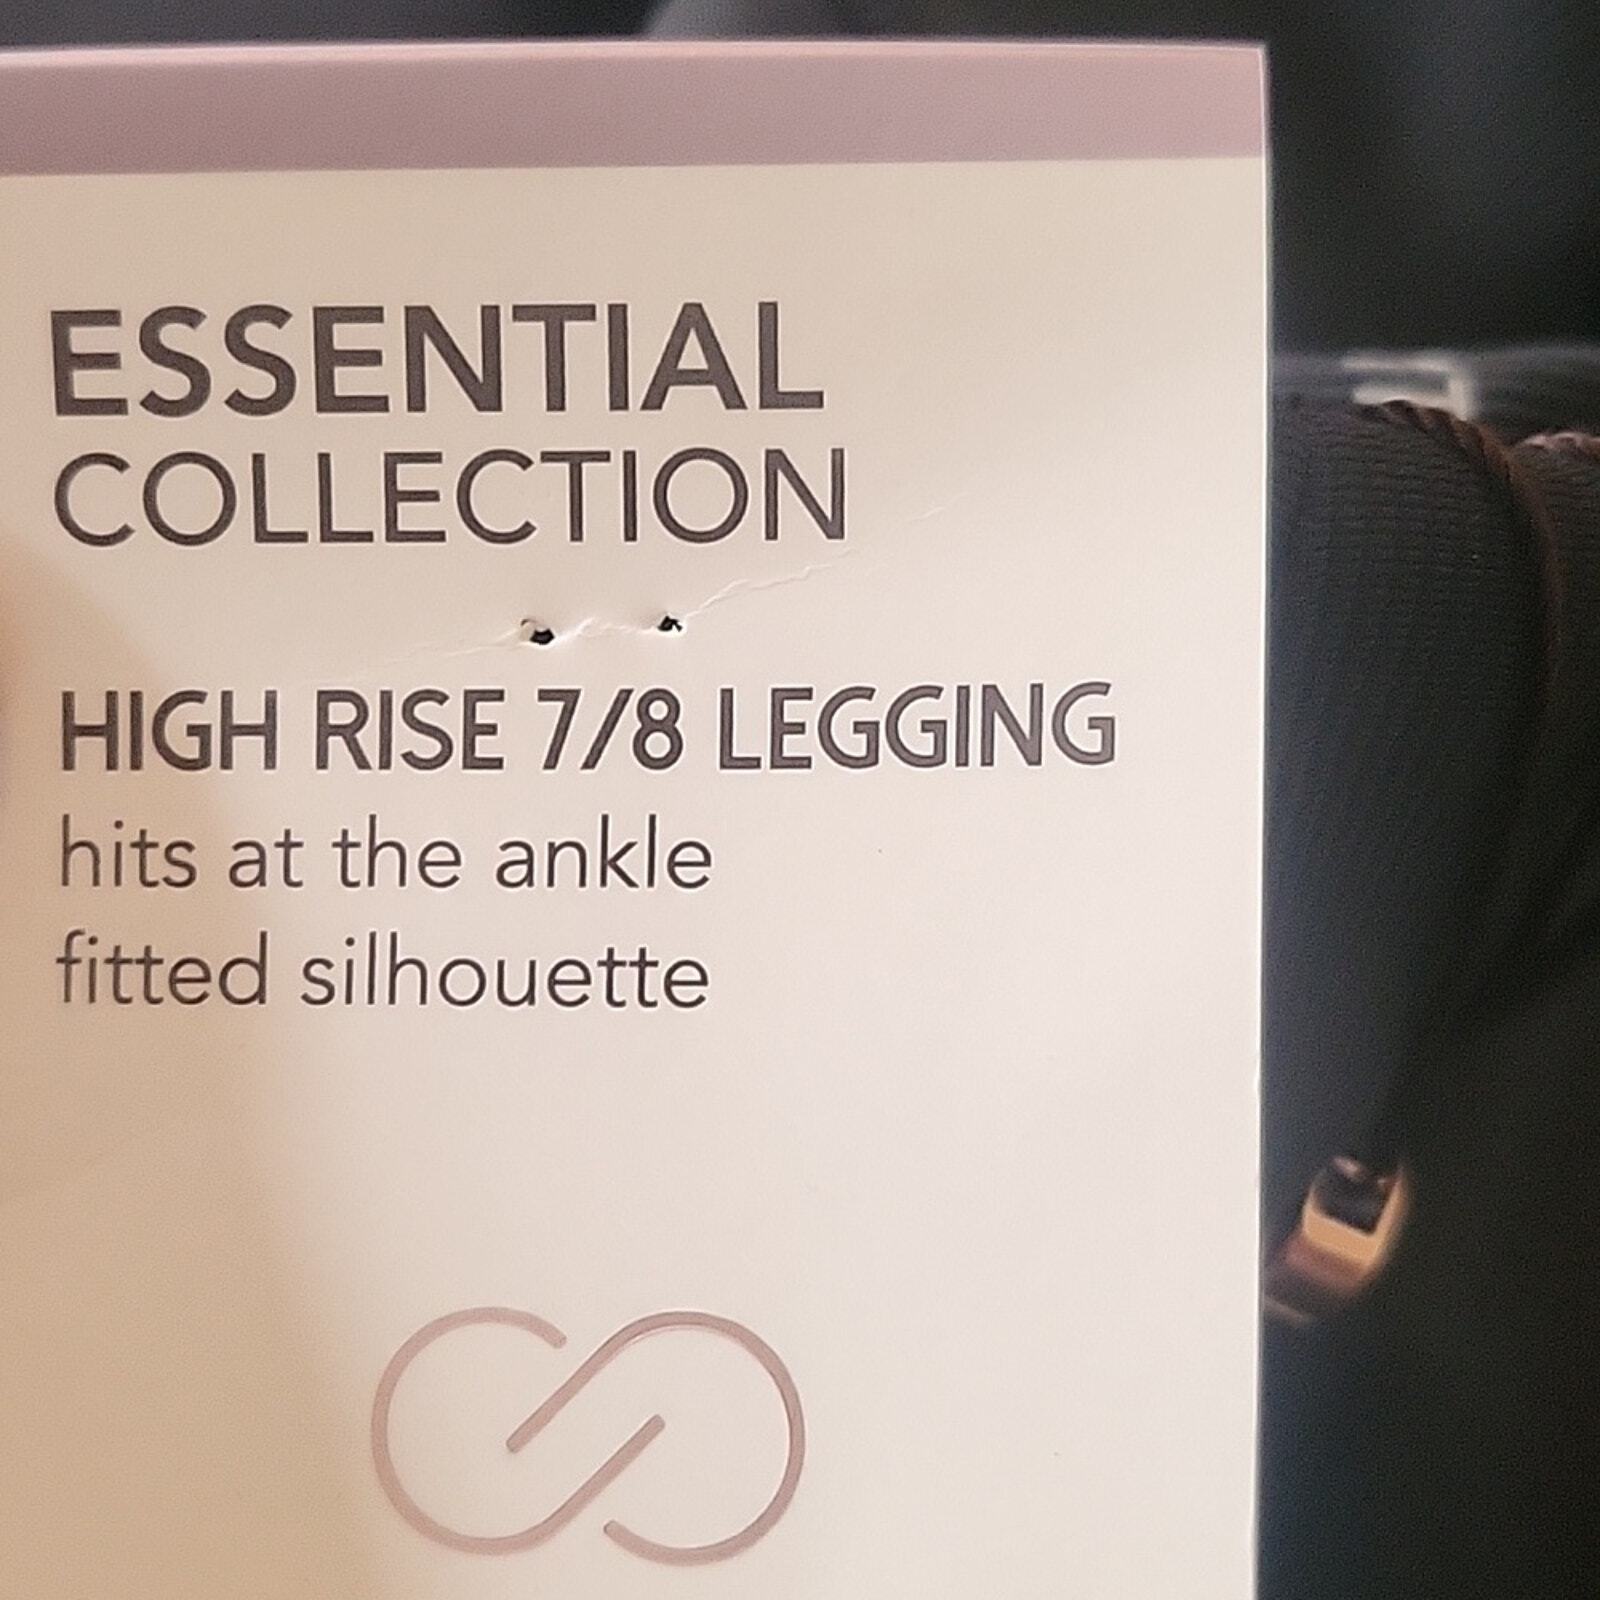 ESSENTIAL
COLLECTION
HIGH RISE 7/8 LEGGING
hits at the ankle
fitted silhouette